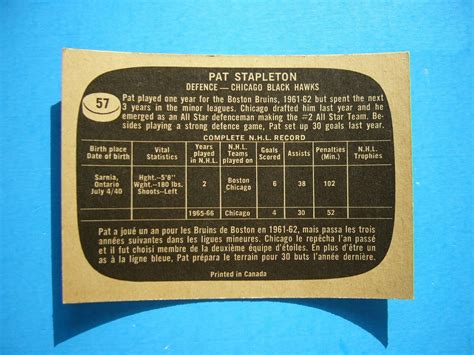 57
PAT STAPLETON
DEFENCE — CHICAGO BLACK HAWKS
Pat played one year for the Boston Bruins, 1961-62 but spent the next
3 years in the minor leagues. Chicago drafted him last year and he
emerged as an All Star defenceman making the #2 All Star Team. Be-
sides playing a strong defence game, Pat set up 30 goals last year.
COMPLETE N.H.L. RECORD
Birth place Date of birth | Vital Statistics | Years played in N.H.L. | N.H.L. Teams played on | Goals Scored | Assists | Penalties (Min.) | N.H.L. Trophies
Sarnia, Ontario July 4/40 | Hght.-5'8" Wght.-180 lbs. Shoots-Left | 2 | Boston Chicago | 6 | 38 | 102
1965-66 | Chicago | 4 | 30 | 52
Pat a joué un an pour les Bruins de Boston en 1961-62, mais passa les trois
années suivantes dans les ligues mineures. Chicago le repêcha l'an passé
et il fut choisi membre de la deuxième équipe d'étoiles. En plus d'être un
as à la ligne bleue, Pat prépara le terrain pour 30 buts l'année dernière.
Printed in Canada